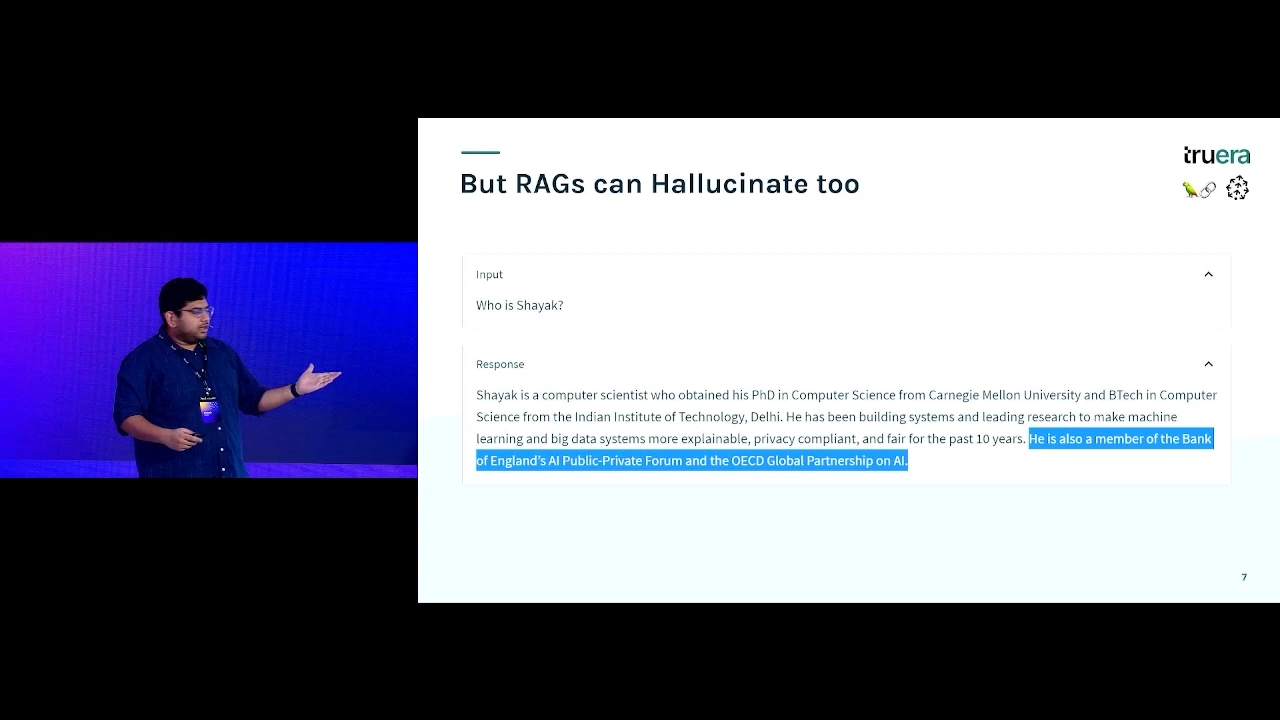 truera
But RAGs can Hallucinate too
Input
Who is Shayak?
Response
Shayak is a computer scientist who obtained his PhD in Computer Science from Carnegie Mellon University and BTech in Computer
Science from the Indian Institute of Technology, Delhi. He has been building systems and leading research to make machine
learning and big data systems more explainable, privacy compliant, and fair for the past 10 years. He is also a member of the Bank
of England’s AI Public-Private Forum and the OECD Global Partnership on AI.
7